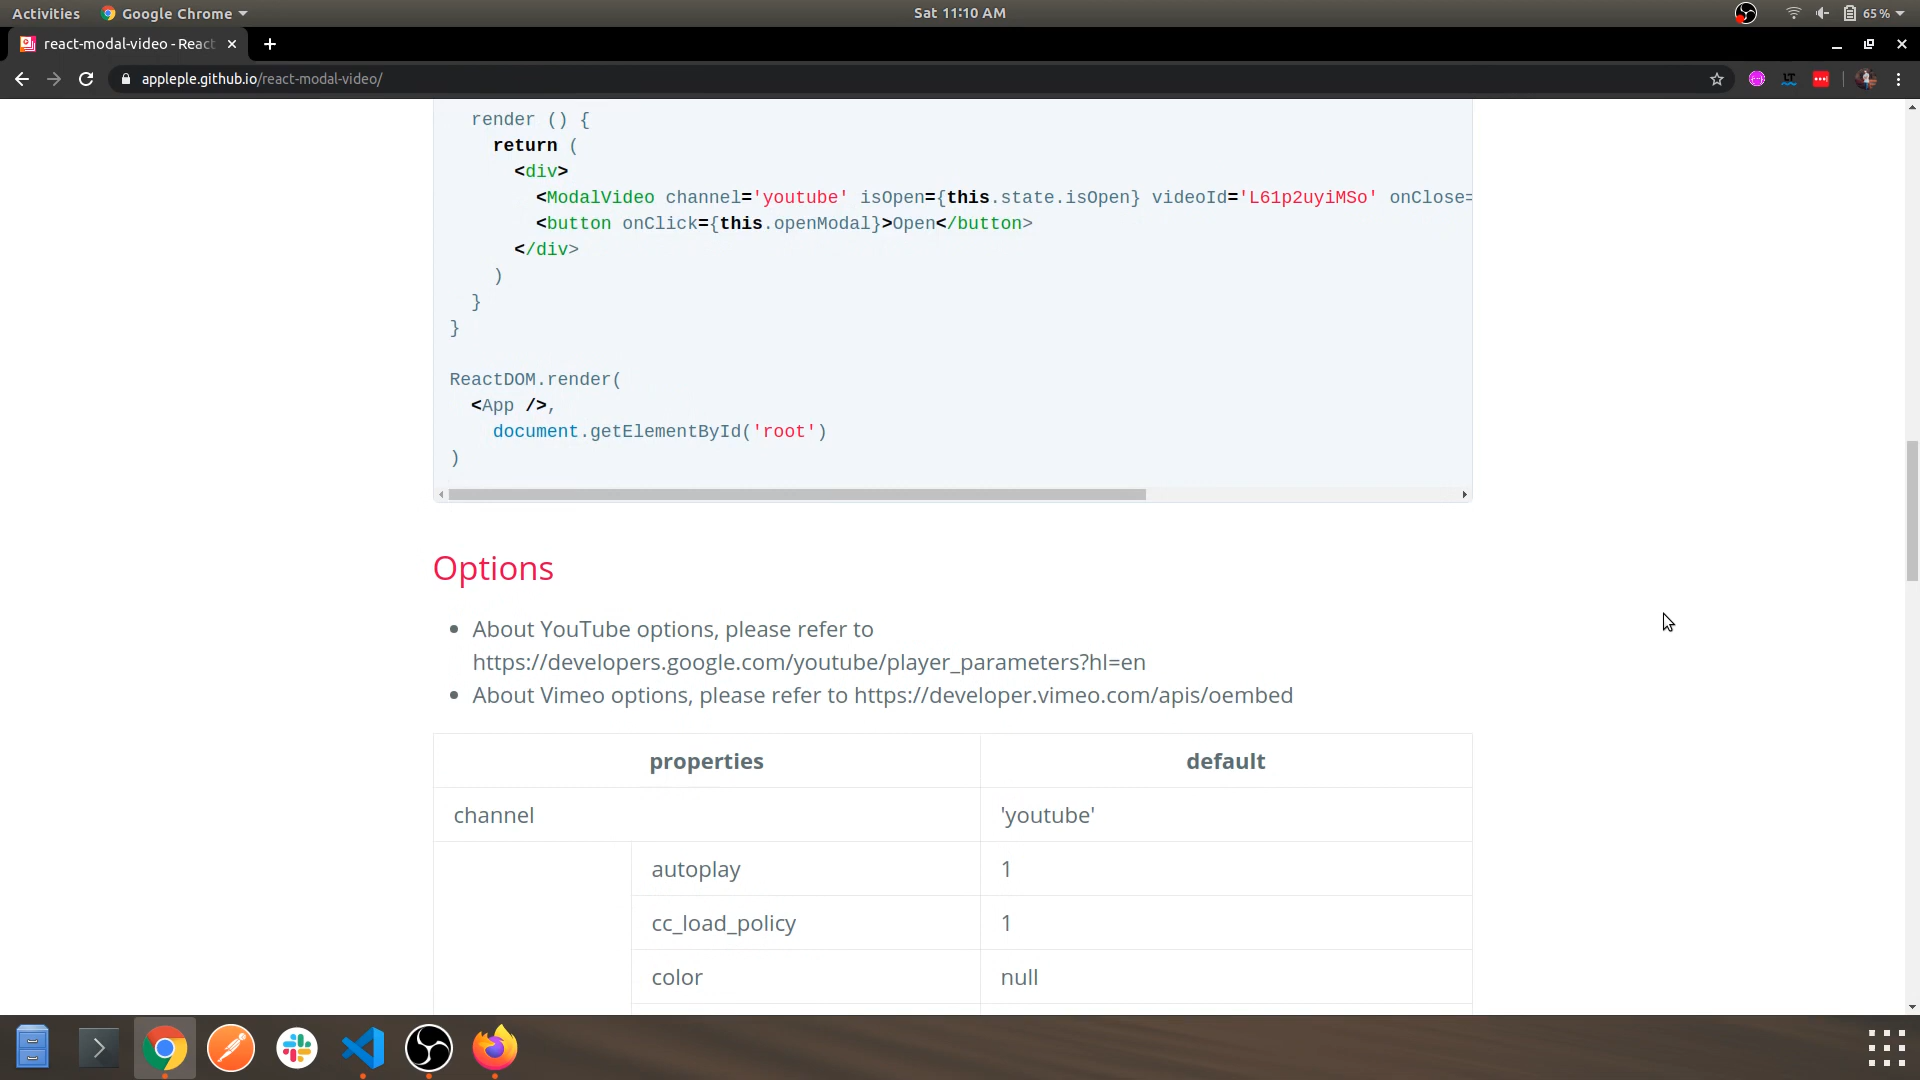 Activities Google Chrome Sat 11:10 AM 65%
react-modal-video - React
appleple.github.io/react-modal-video/
render () {
return (
<div>
<ModalVideo channel='youtube' isOpen={this.state.isOpen} videoId='L61p2uyiMSo' onClose=
<button onClick={this.openModal}>Open</button>
</div>
)
}
}
ReactDOM.render(
<App />,
document.getElementById('root')
)
Options
• About YouTube options, please refer to
https://developers.google.com/youtube/player_parameters?hl=en
• About Vimeo options, please refer to https://developer.vimeo.com/apis/oembed
properties default
channel 'youtube'
autoplay 1
cc_load_policy 1
color null